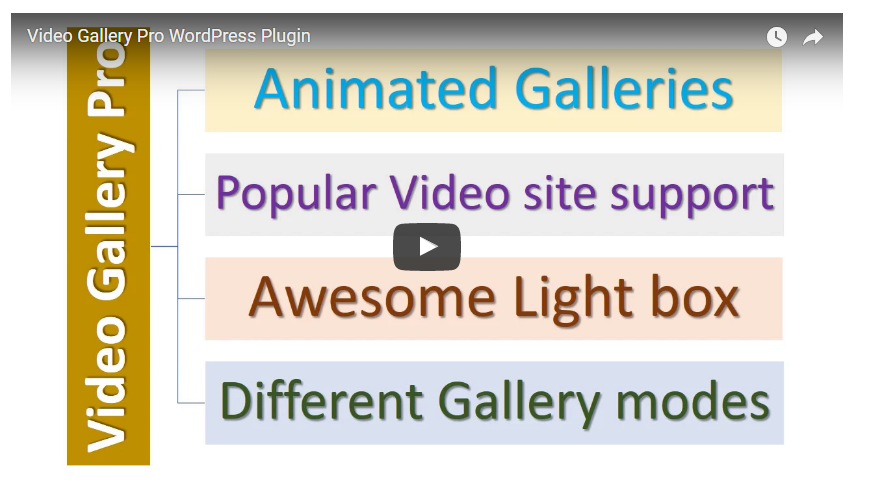 Video Gallery Pro WordPress Plugin
Video Gallery Pro
Animated Galleries
Popular Video site support
Awesome Light box
Different Gallery modes